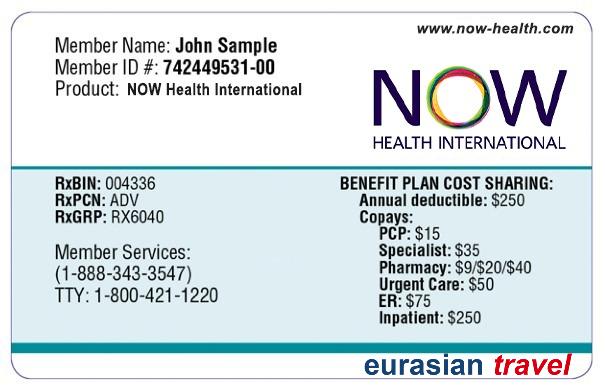 www.now-health.com
Member Name: John Sample
Member ID #: 742449531-00
Product: NOW Health International
NOW
HEALTH INTERNATIONAL
RxBIN: 004336
RxPCN: ADV
RxGRP: RX6040
Member Services:
(1-888-343-3547)
TTY: 1-800-421-1220
BENEFIT PLAN COST SHARING:
Annual deductible: $250
Copays:
PCP: $15
Specialist: $35
Pharmacy: $9/$20/$40
Urgent Care: $50
ER: $75
Inpatient: $250
eurasian travel